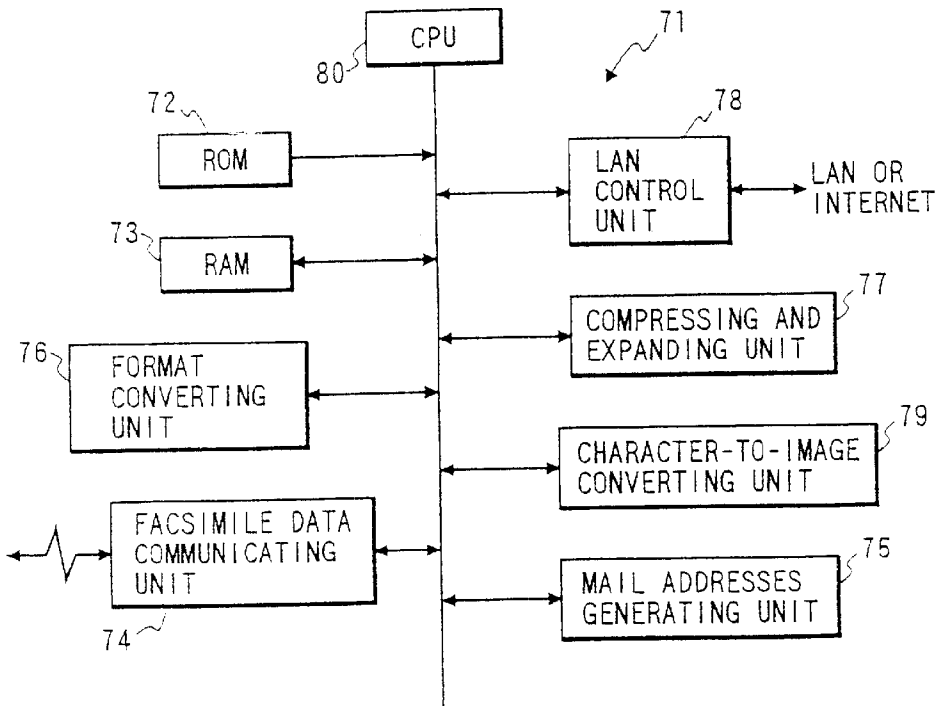 CPU
80
71
72
ROM
78
LAN
CONTROL
UNIT
LAN OR
INTERNET
73
RAM
77
COMPRESSING AND
EXPANDING UNIT
76
FORMAT
CONVERTING
UNIT
79
CHARACTER-TO-IMAGE
CONVERTING UNIT
FACSIMILE DATA
COMMUNICATING
UNIT
74
75
MAIL ADDRESSES
GENERATING UNIT